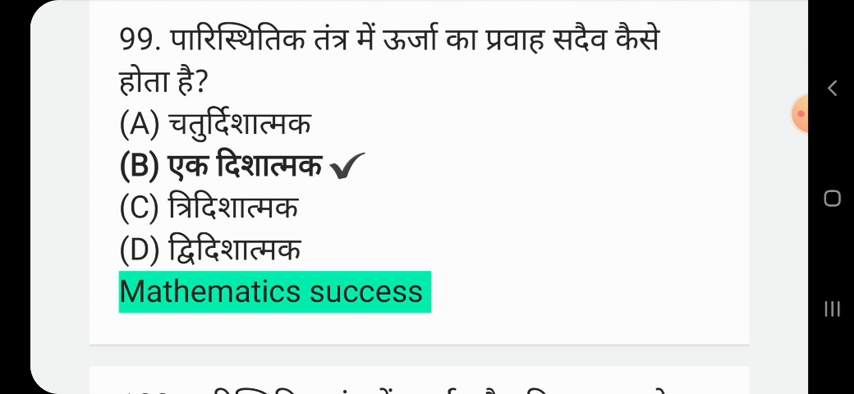 99. पारिस्थितिक तंत्र में ऊर्जा का प्रवाह सदैव कैसे
होता है?
(A) चतुर्दिशात्मक
(B) एक दिशात्मक ✓
(C) त्रिदिशात्मक
(D) द्विदिशात्मक
Mathematics success